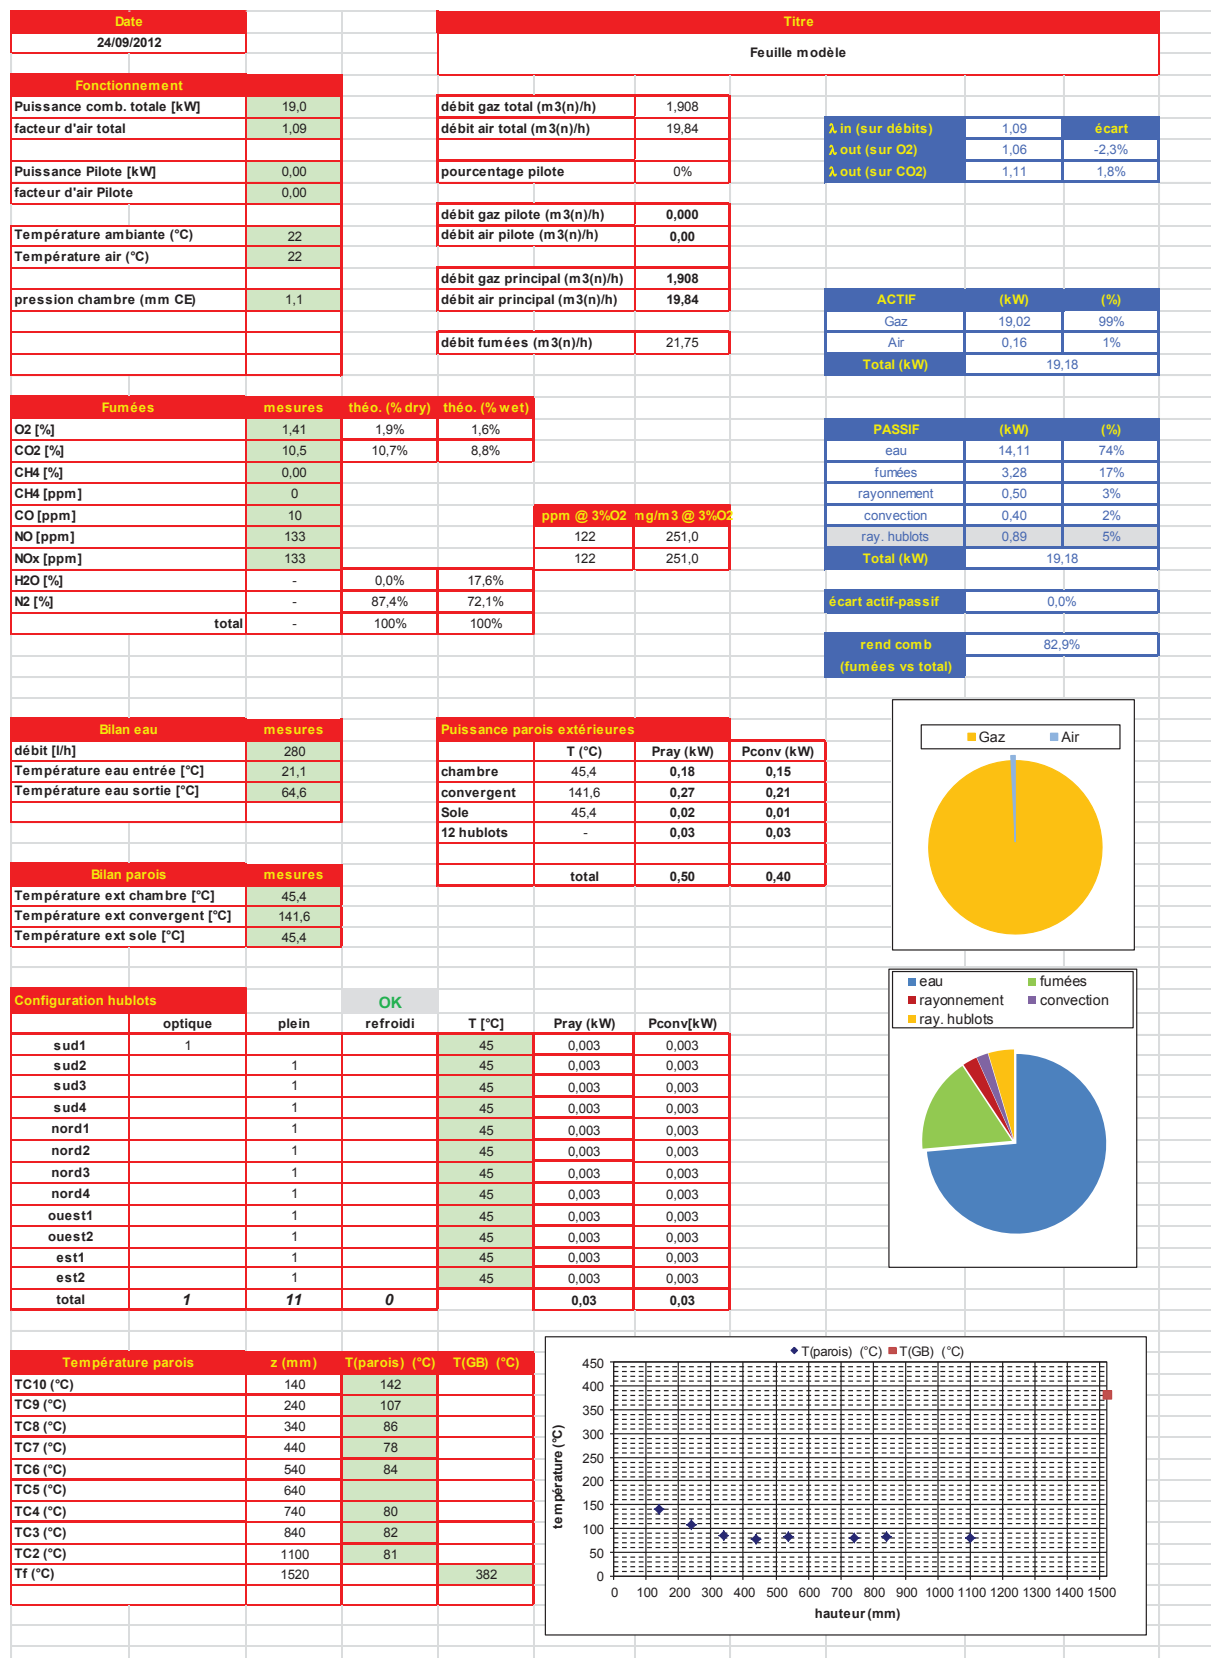 Date Titre
24/09/2012
Feuille modèle
Fonctionnement
Puissance comb. totale [kW] 19,0 débit gaz total (m3(n)/h) 1,908
facteur d'air total 1,09 débit air total (m3(n)/h) 19,84 λ in (sur débits) 1,09 écart
λ out (sur O2) 1,06 -2,3%
Puissance Pilote [kW] 0,00 pourcentage pilote 0% λ out (sur CO2) 1,11 1,8%
facteur d'air Pilote 0,00
débit gaz pilote (m3(n)/h) 0,000
Température ambiante (°C) 22 débit air pilote (m3(n)/h) 0,00
Température air (°C) 22
débit gaz principal (m3(n)/h) 1,908
pression chambre (mm CE) 1,1 débit air principal (m3(n)/h) 19,84 ACTIF (kW) (%)
Gaz 19,02 99%
débit fumées (m3(n)/h) 21,75 Air 0,16 1%
Total (kW) 19,18
Fumées mesures théo. (% dry) théo. (% wet)
O2 [%] 1,41 1,9% 1,6% PASSIF (kW) (%)
CO2 [%] 10,5 10,7% 8,8% eau 14,11 74%
CH4 [%] 0,00 fumées 3,28 17%
CH4 [ppm] 0 rayonnement 0,50 3%
CO [ppm] 10 ppm @ 3%O2 mg/m3 @ 3%O2 convection 0,40 2%
NO [ppm] 133 122 251,0 ray. hublots 0,89 5%
NOx [ppm] 133 122 251,0 Total (kW) 19,18
H2O [%] - 0,0% 17,6%
N2 [%] - 87,4% 72,1% écart actif-passif 0,0%
total - 100% 100%
rend comb 82,9%
(fumées vs total)
Bilan eau mesures Puissance parois extérieures
Gaz Air
débit [l/h] 280 T (°C) Pray (kW) Pconv (kW)
Température eau entrée [°C] 21,1 chambre 45,4 0,18 0,15
Température eau sortie [°C] 64,6 convergent 141,6 0,27 0,21
Sole 45,4 0,02 0,01
12 hublots - 0,03 0,03
Bilan parois mesures total 0,50 0,40
Température ext chambre [°C] 45,4
Température ext convergent [°C] 141,6
Température ext sole [°C] 45,4
eau fumées
rayonnement convection
ray. hublots
Configuration hublots OK
optique plein refroidi T [°C] Pray (kW) Pconv[kW)
sud1 1 45 0,003 0,003
sud2 1 45 0,003 0,003
sud3 1 45 0,003 0,003
sud4 1 45 0,003 0,003
nord1 1 45 0,003 0,003
nord2 1 45 0,003 0,003
nord3 1 45 0,003 0,003
nord4 1 45 0,003 0,003
ouest1 1 45 0,003 0,003
ouest2 1 45 0,003 0,003
est1 1 45 0,003 0,003
est2 1 45 0,003 0,003
total 1 11 0 0,03 0,03
Température parois z (mm) T(parois) (°C) T(GB) (°C)
TC10 (°C) 140 142
TC9 (°C) 240 107
TC8 (°C) 340 86
TC7 (°C) 440 78
TC6 (°C) 540 84
TC5 (°C) 640
TC4 (°C) 740 80
TC3 (°C) 840 82
TC2 (°C) 1100 81
Tf (°C) 1520 382
T(parois) (°C) T(GB) (°C)
450
400
350
300
250
200
150
100
50
0
température (°C)
0 100 200 300 400 500 600 700 800 900 1000 1100 1200 1300 1400 1500
hauteur (mm)